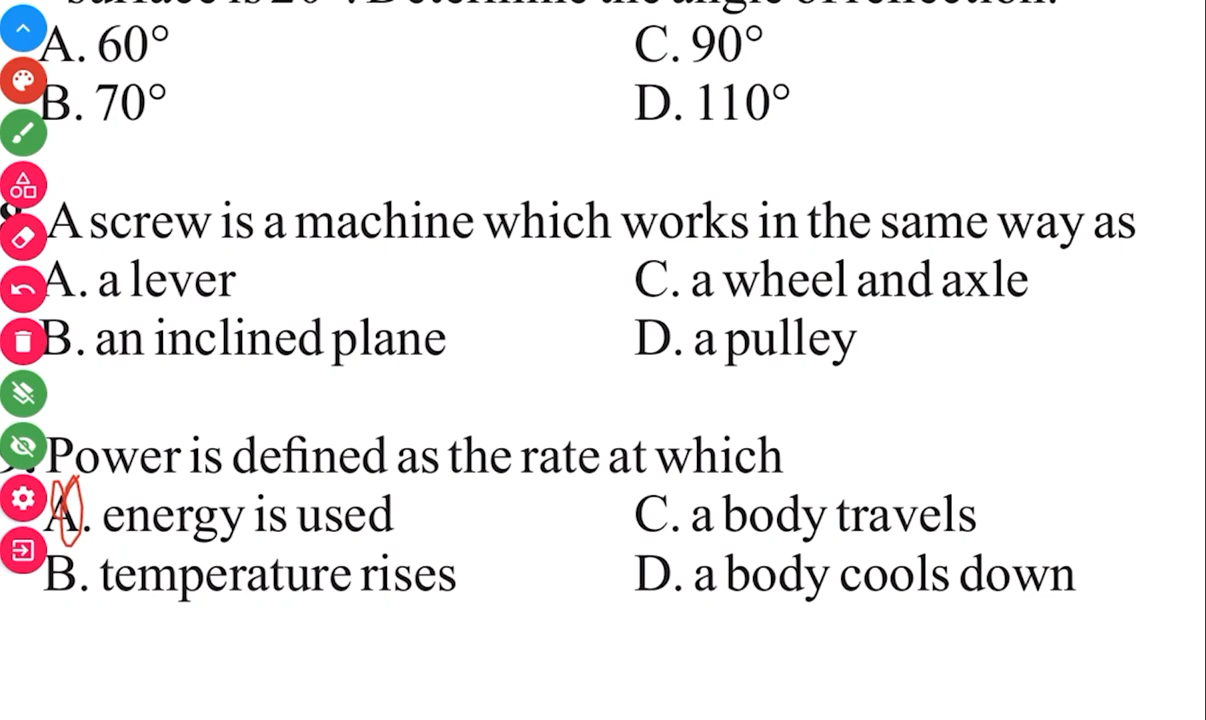 A. 60°
C. 90°
B. 70°
D. 110°
A screw is a machine which works in the same way as
A. a lever
C. a wheel and axle
B. an inclined plane
D. a pulley
Power is defined as the rate at which
A. energy is used
C. a body travels
B. temperature rises
D. a body cools down